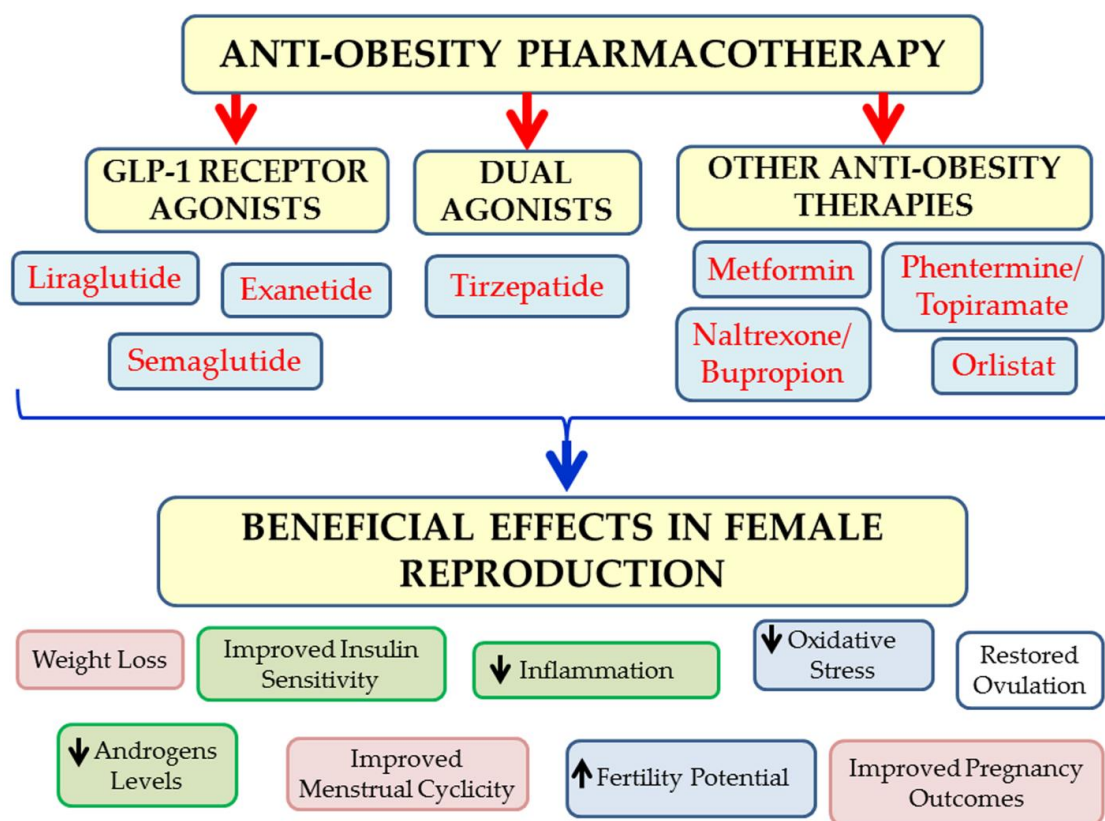 ANTI-OBESITY PHARMACOTHERAPY
GLP-1 RECEPTOR
AGONISTS
DUAL
AGONISTS
OTHER ANTI-OBESITY
THERAPIES
Liraglutide
Exanetide
Semaglutide
Tirzepatide
Metformin
Phentermine/
Topiramate
Naltrexone/
Bupropion
Orlistat
BENEFICIAL EFFECTS IN FEMALE
REPRODUCTION
Weight Loss
Improved Insulin
Sensitivity
↓ Inflammation
↓ Oxidative
Stress
Restored
Ovulation
↓ Androgens
Levels
Improved
Menstrual Cyclicity
↑ Fertility Potential
Improved Pregnancy
Outcomes